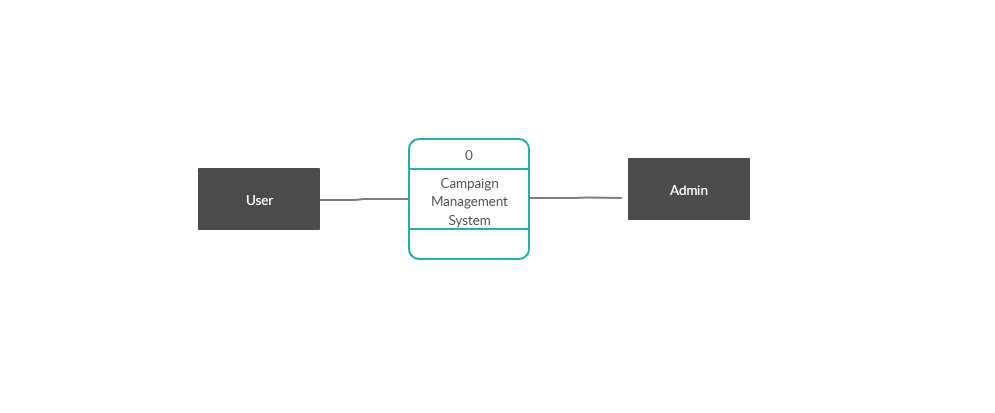 0
Campaign
Management
System
User
Admin